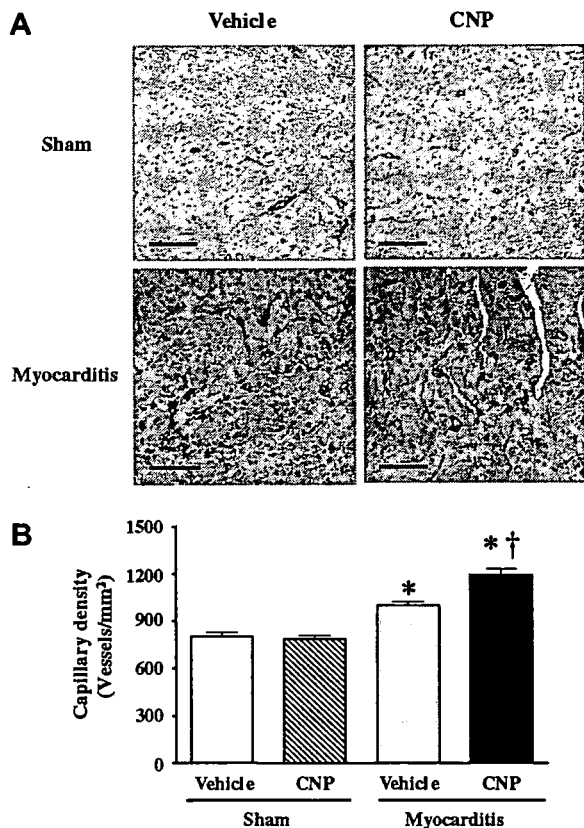 A
Vehicle CNP
Sham
Myocarditis
B
Capillary density
(Vessels/mm²)
1500
1200
900
600
300
0
*
* †
Vehicle CNP Vehicle CNP
Sham Myocarditis